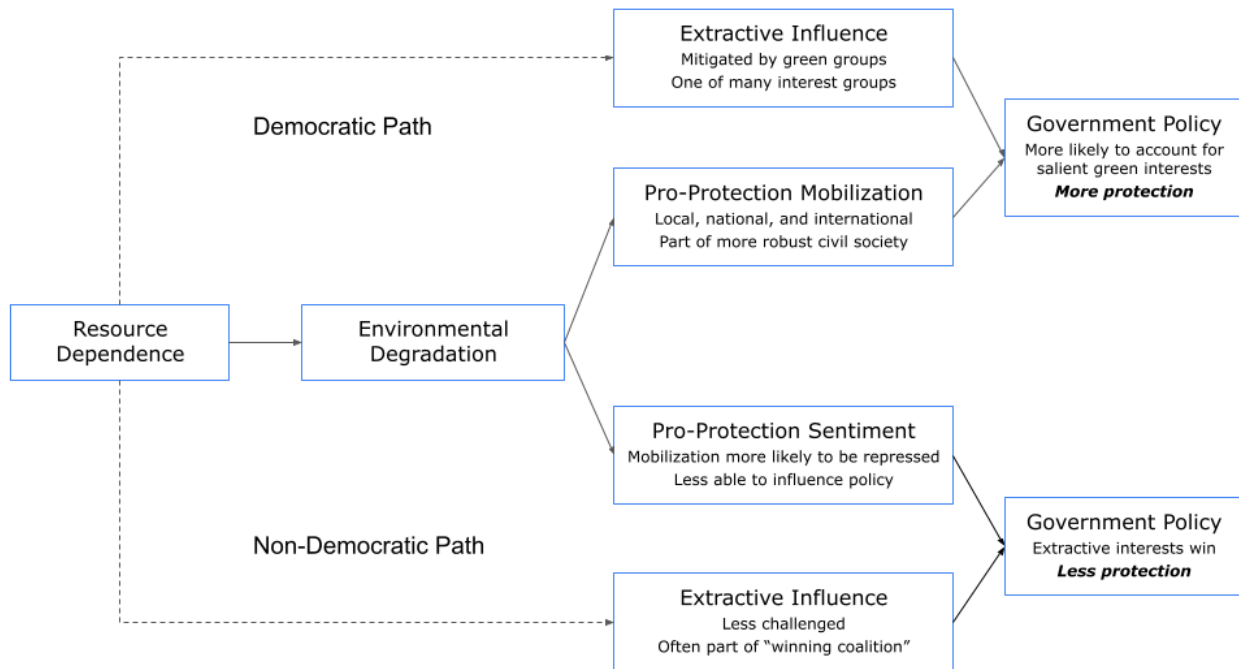 Extractive Influence
Mitigated by green groups
One of many interest groups
Democratic Path
Government Policy
More likely to account for
salient green interests
More protection
Pro-Protection Mobilization
Local, national, and international
Part of more robust civil society
Resource
Dependence
Environmental
Degradation
Pro-Protection Sentiment
Mobilization more likely to be repressed
Less able to influence policy
Non-Democratic Path
Government Policy
Extractive interests win
Less protection
Extractive Influence
Less challenged
Often part of “winning coalition”